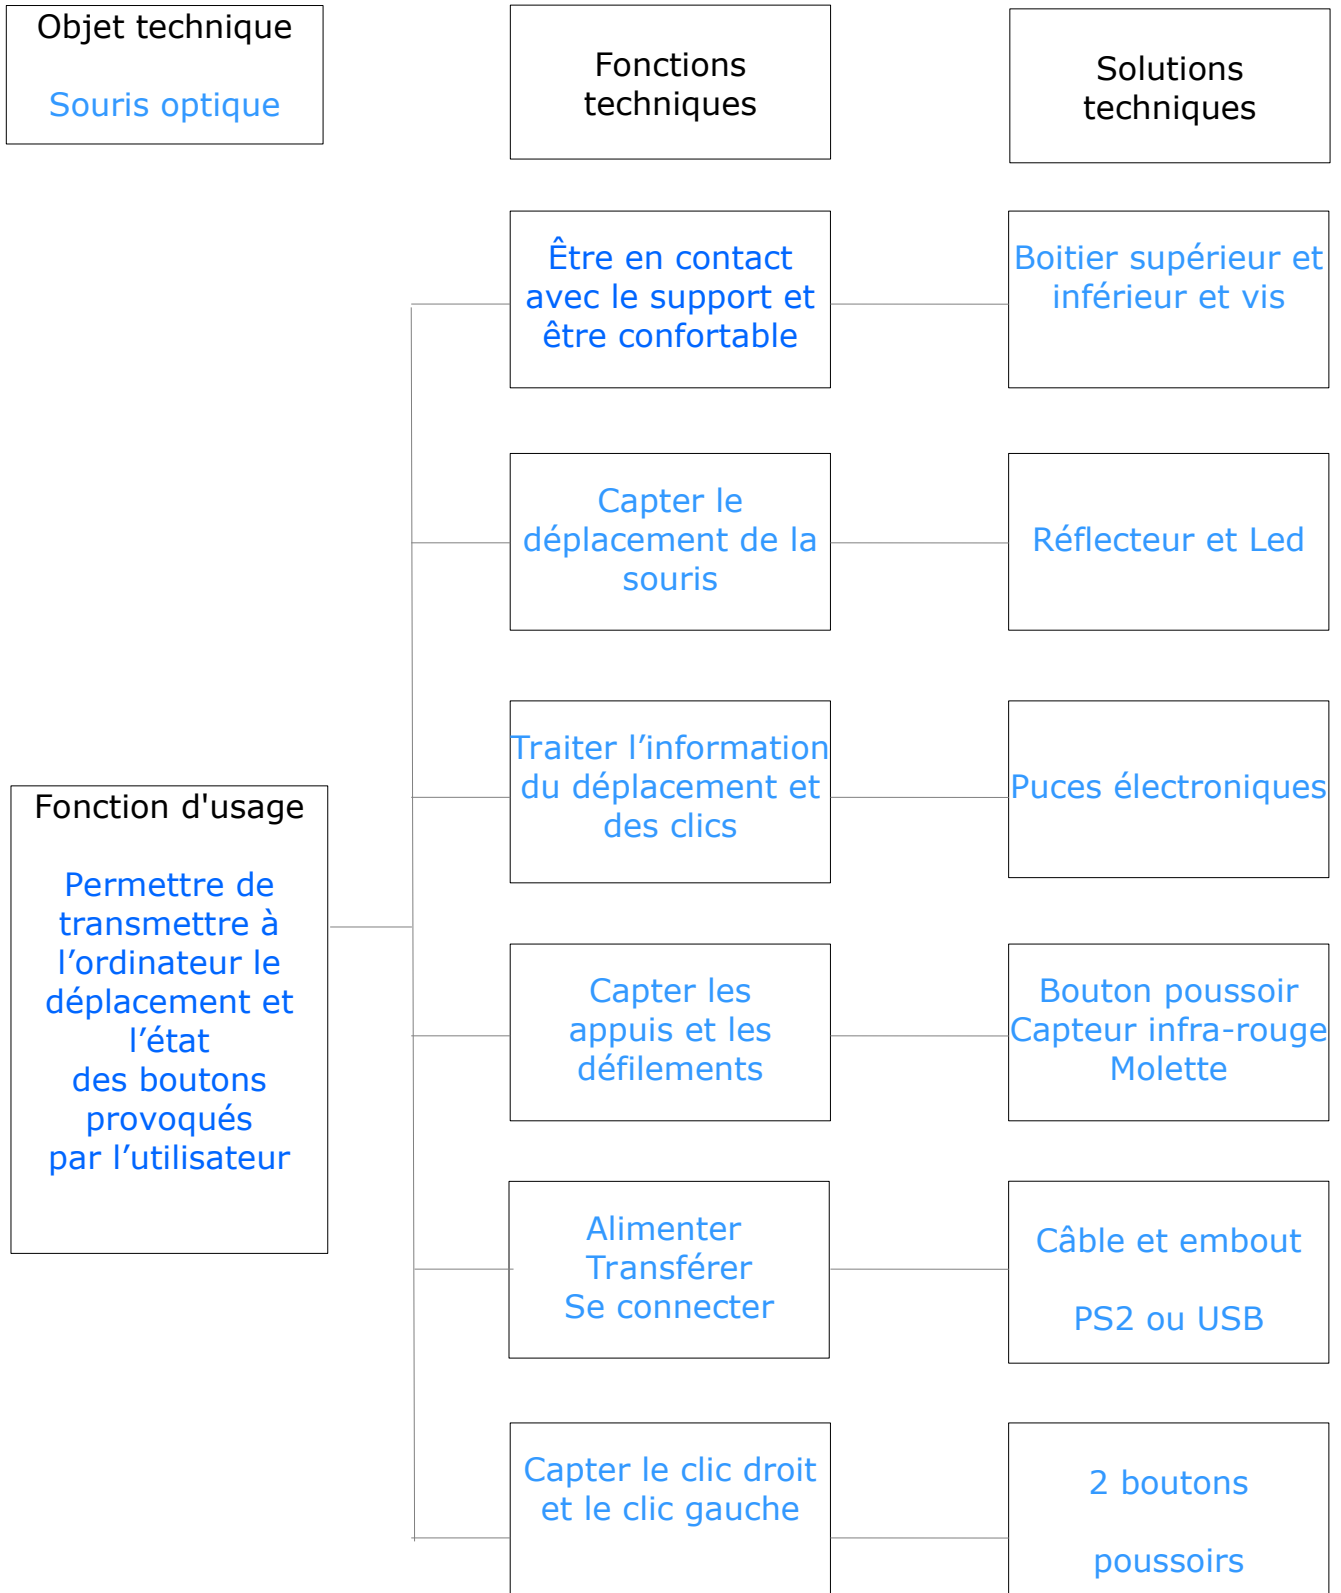 Objet technique
Souris optique
Fonctions
techniques
Solutions
techniques
Être en contact
avec le support et
être confortable
Boitier supérieur et
inférieur et vis
Capter le
déplacement de la
souris
Réflecteur et Led
Traiter l’information
du déplacement et
des clics
Puces électroniques
Fonction d'usage
Permettre de
transmettre à
l’ordinateur le
déplacement et
l’état
des boutons
provoqués
par l’utilisateur
Capter les
appuis et les
défilements
Bouton poussoir
Capteur infra-rouge
Molette
Alimenter
Transférer
Se connecter
Câble et embout
PS2 ou USB
Capter le clic droit
et le clic gauche
2 boutons
poussoirs